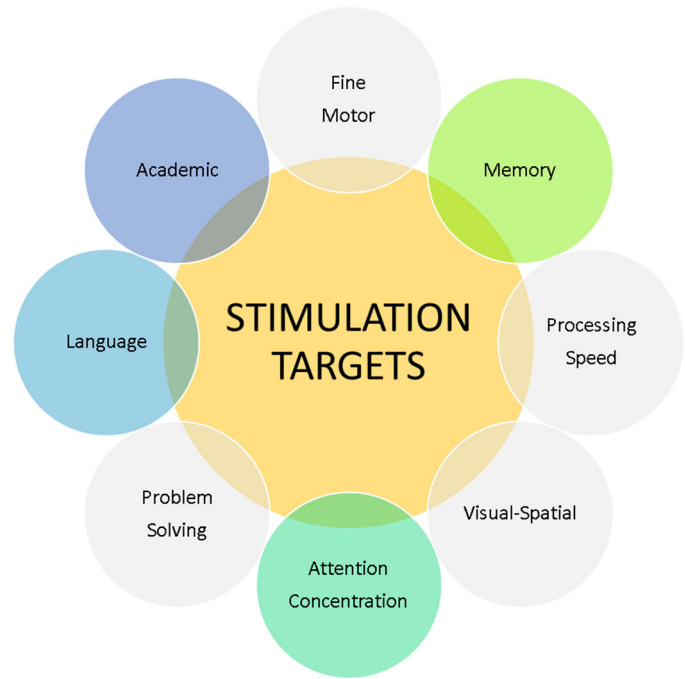 Fine
Motor
Academic
Memory
STIMULATION
TARGETS
Processing
Speed
Language
Problem
Solving
Visual-Spatial
Attention
Concentration